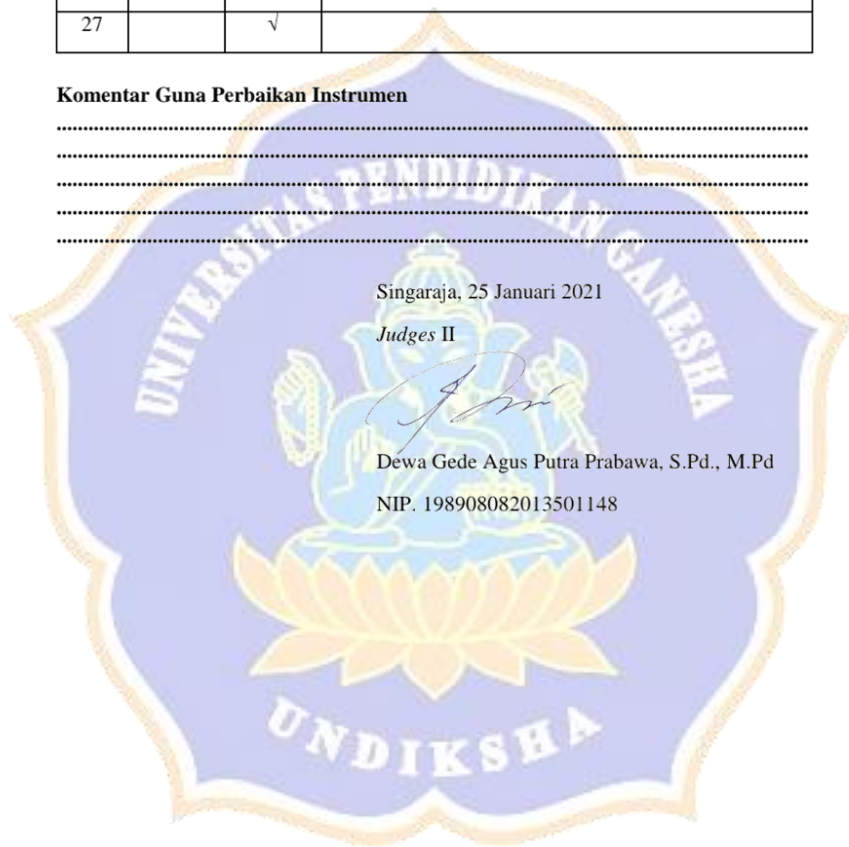 27 √
Komentar Guna Perbaikan Instrumen
UNIVERSITAS PENDIDIKAN GANESHA
Singaraja, 25 Januari 2021
Judges II
Dewa Gede Agus Putra Prabawa, S.Pd., M.Pd
NIP. 198908082013501148
UNDIKSHA